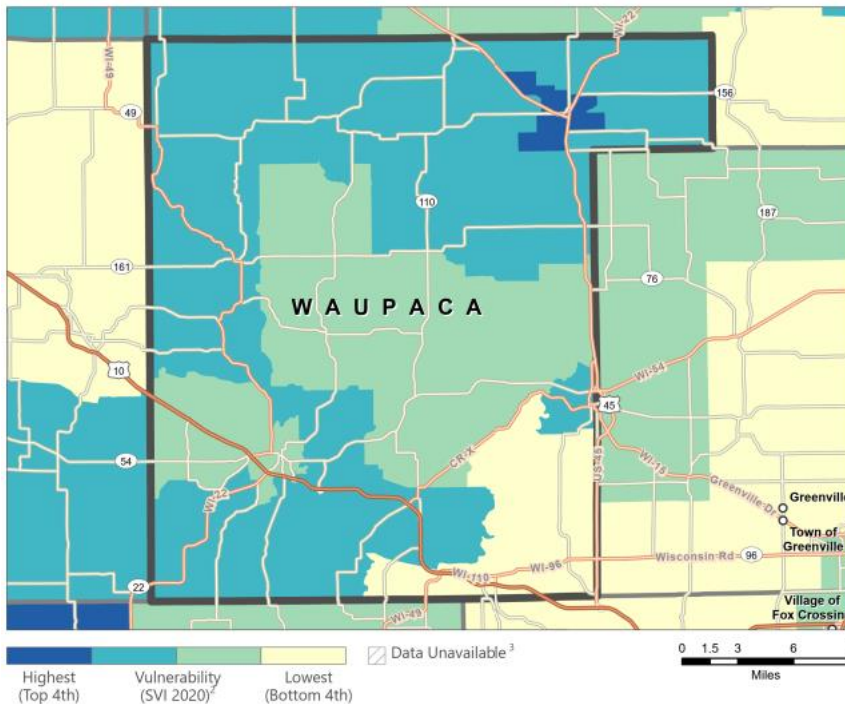 WI-22
WI-49
49
156
110
187
161
76
WAUPACA
10
WI-54
45
54
CR-X
WI-22
US-45
WI-15
Greenville Dr
Greenville
Town of
Greenville
Wisconsin Rd
96
WI-96
WI-110
22
WI-49
Village of
Fox Crossin
Highest
(Top 4th)
Vulnerability
(SVI 2020)2
Lowest
(Bottom 4th)
Data Unavailable 3
0 1.5 3 6
Miles